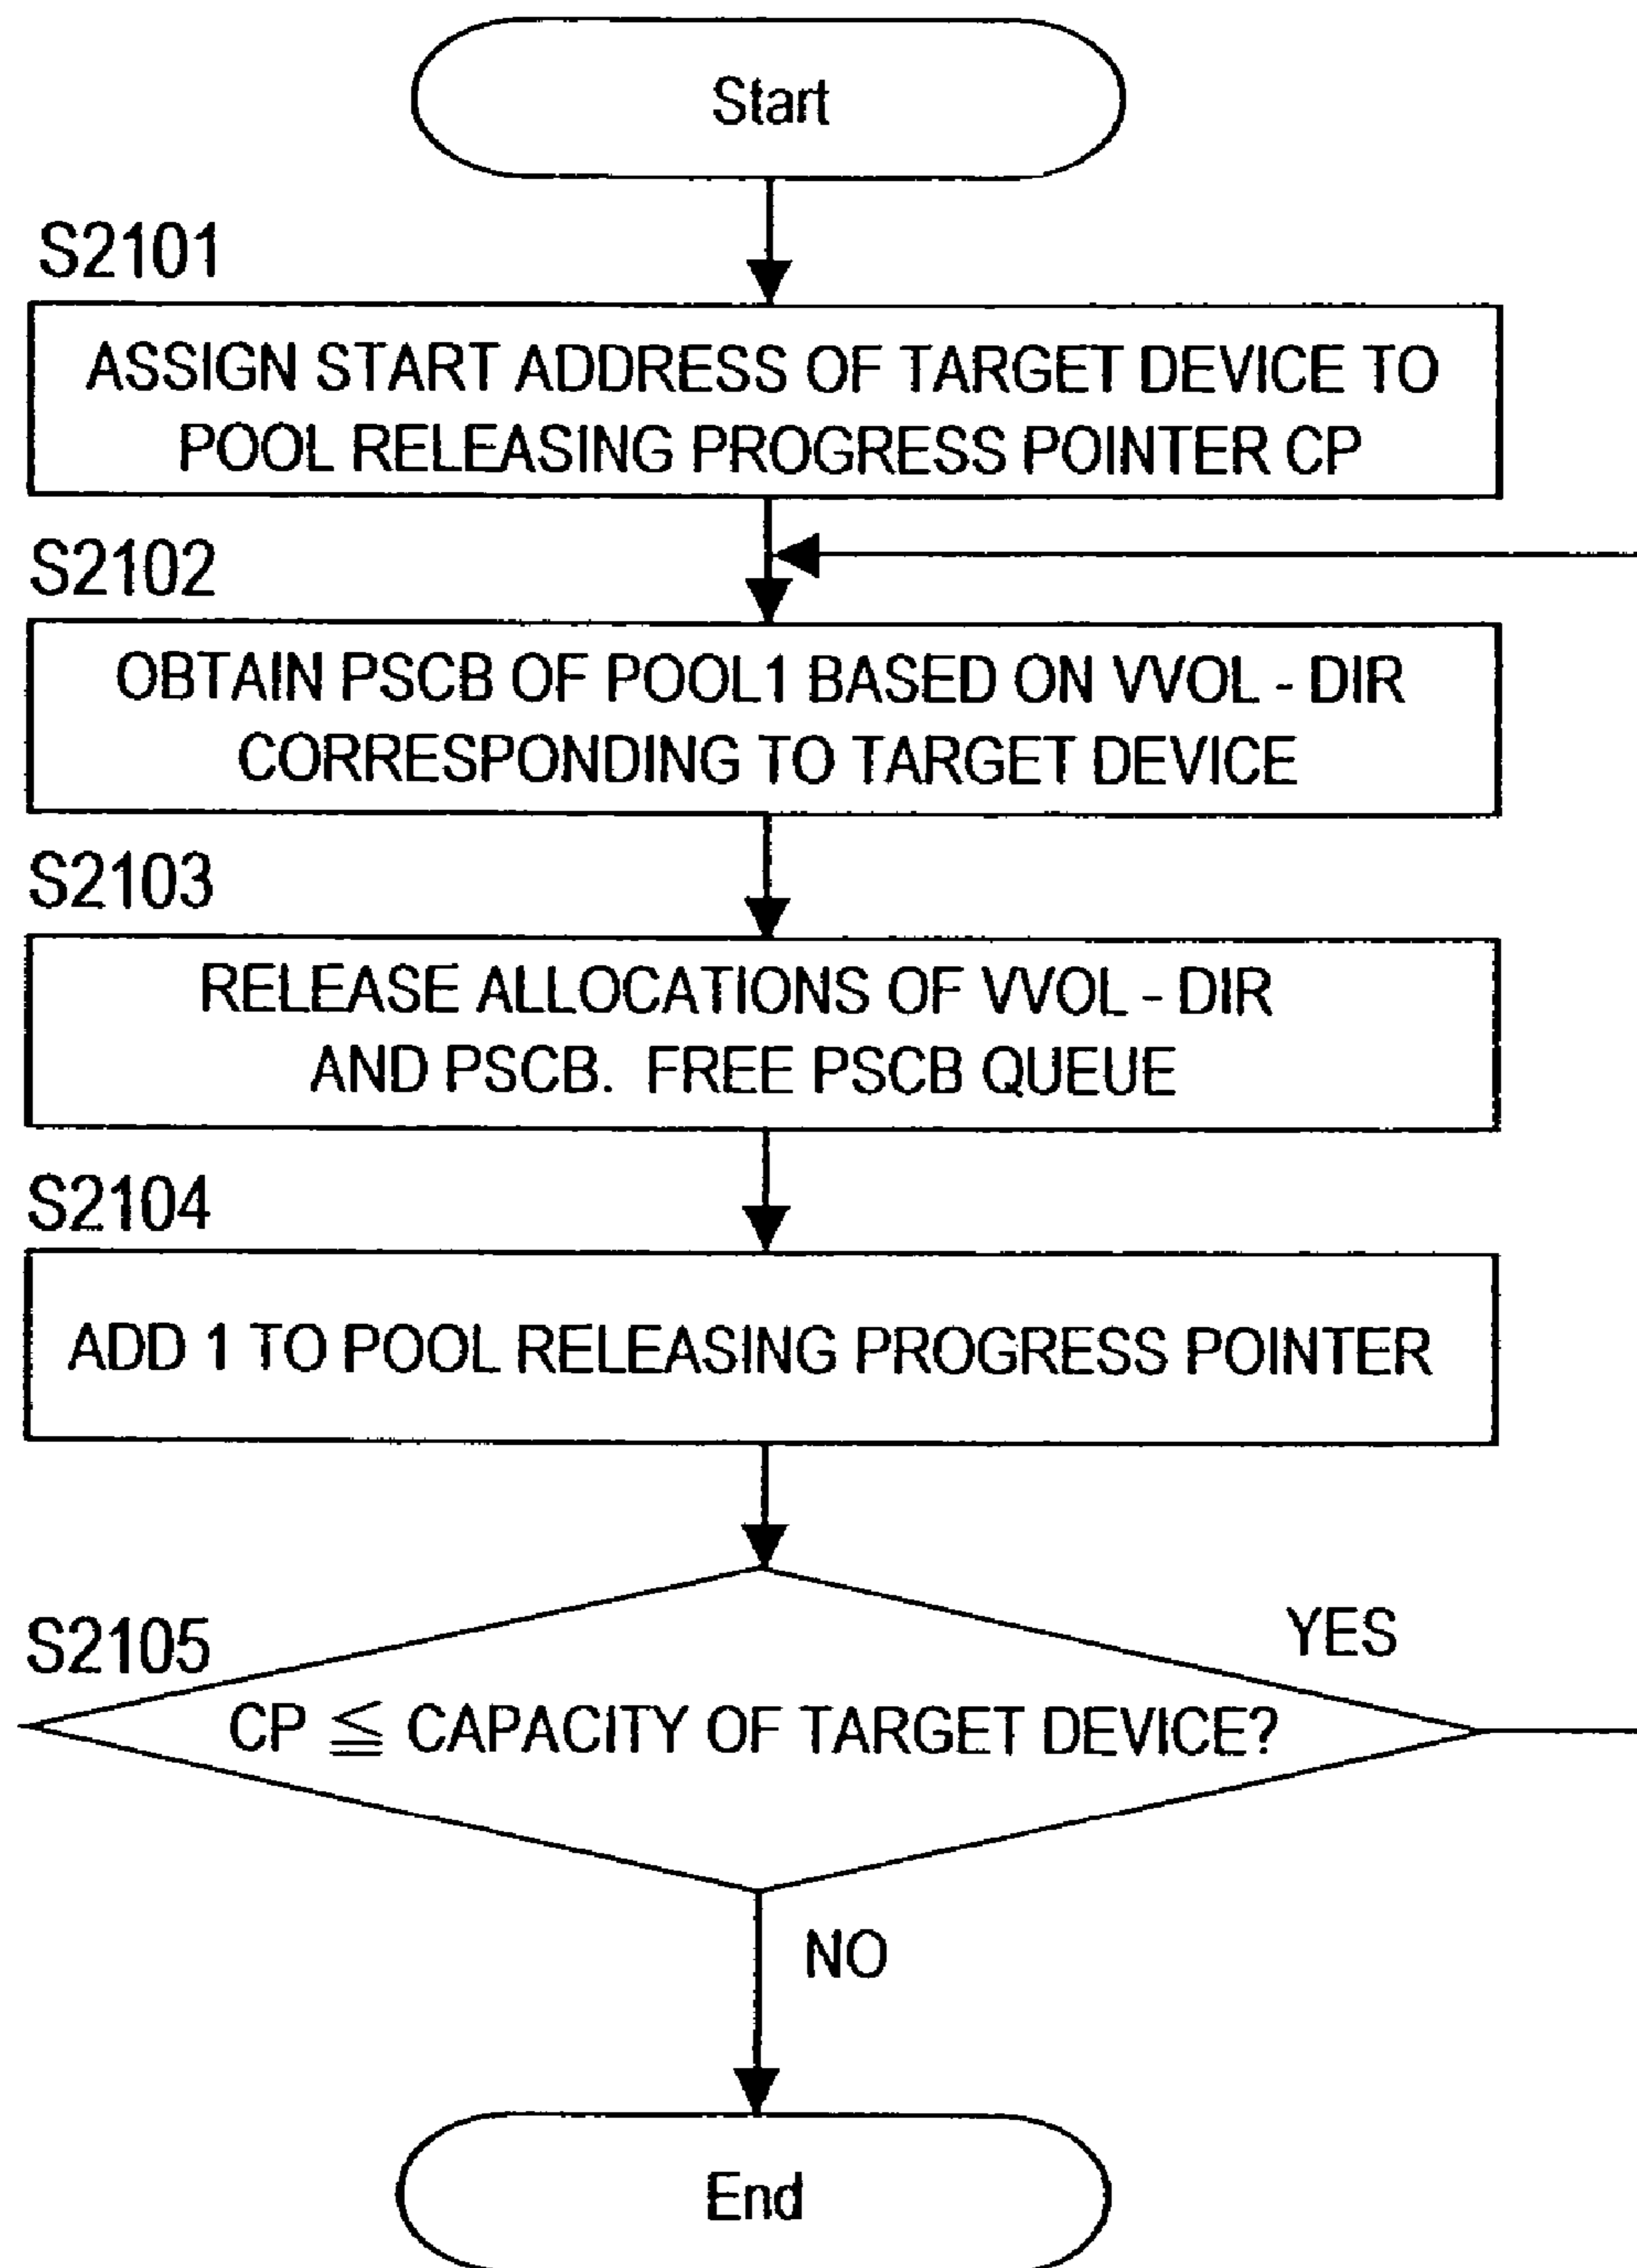 Start
S2101
ASSIGN START ADDRESS OF TARGET DEVICE TO
POOL RELEASING PROGRESS POINTER CP
S2102
OBTAIN PSCB OF POOL1 BASED ON VVOL - DIR
CORRESPONDING TO TARGET DEVICE
S2103
RELEASE ALLOCATIONS OF VVOL - DIR
AND PSCB. FREE PSCB QUEUE
S2104
ADD 1 TO POOL RELEASING PROGRESS POINTER
S2105
YES
CP ≦ CAPACITY OF TARGET DEVICE?
NO
End